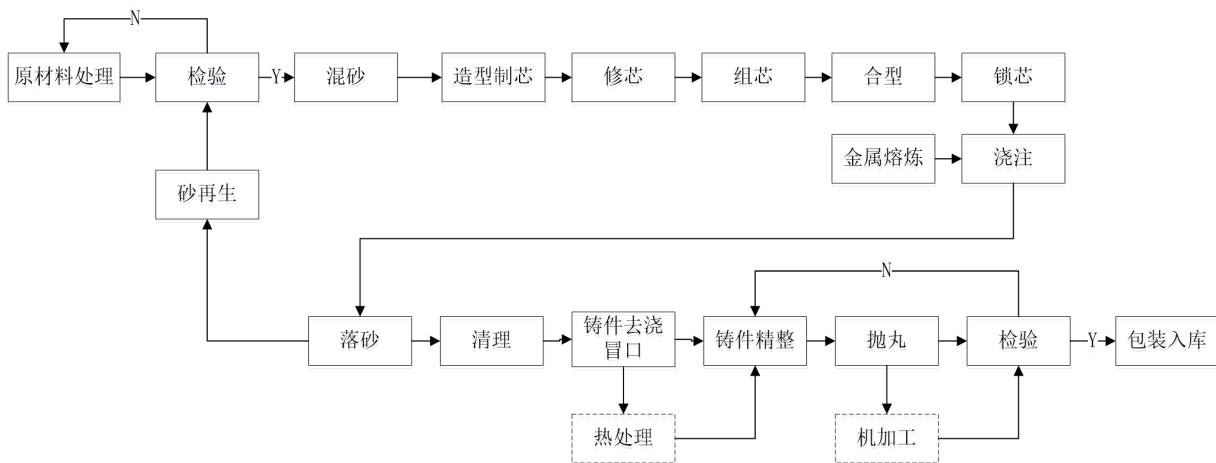 N
原材料处理
检验
Y
混砂
造型制芯
修芯
组芯
合型
锁芯
金属熔炼
浇注
砂再生
N
落砂
清理
铸件去浇
冒口
铸件精整
抛丸
检验
Y
包装入库
热处理
机加工